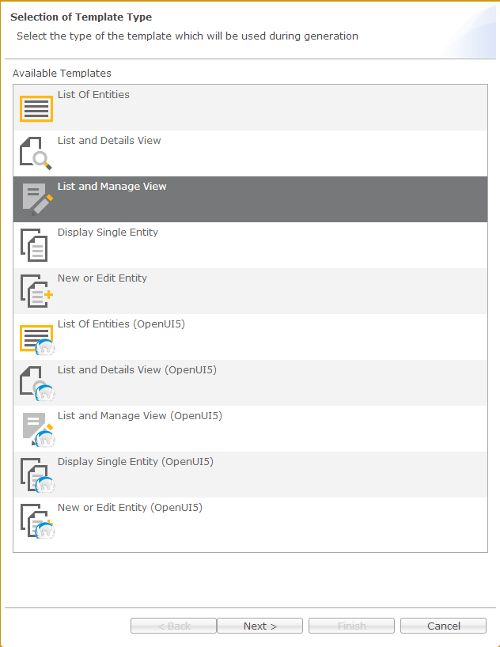 Selection of Template Type
Select the type of the template which will be used during generation
Available Templates
List Of Entities
List and Details View
List and Manage View
Display Single Entity
New or Edit Entity
List Of Entities (OpenUI5)
List and Details View (OpenUI5)
List and Manage View (OpenUI5)
Display Single Entity (OpenUI5)
New or Edit Entity (OpenUI5)
< Back Next > Finish Cancel